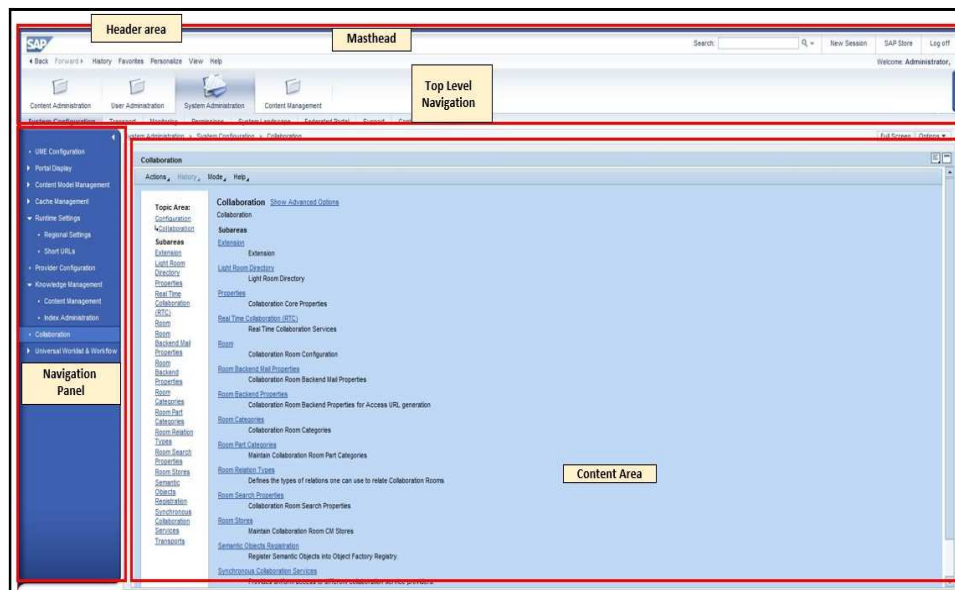 Header area
Masthead
SAP
Search:
New Session SAP Store Log off
Back Forward History Favorites Personalize View Help
Welcome: Administrator,
Top Level
Navigation
Content Administration User Administration System Administration Content Management
System Configuration Transport Monitoring Permissions System Landscape Federated Portal Support
System Administration > System Configuration > Collaboration
Full Screen Options
UME Configuration
Portal Display
Content Model Management
Cache Management
Runtime Settings
Regional Settings
Short URLs
Provider Configuration
Knowledge Management
Content Management
Index Administration
Collaboration
Universal Worklist & Workflow
Navigation
Panel
Collaboration
Actions History Mode Help
Topic Area:
Configuration
Collaboration
Subareas
Extension
Light Room
Directory
Properties
Real Time
Collaboration
(RTC)
Room
Room
Backend Mail
Properties
Room
Backend
Properties
Room
Categories
Room Part
Categories
Room Relation
Types
Room Search
Properties
Room Stores
Semantic
Objects
Registration
Synchronous
Collaboration
Services
Transports
Collaboration Show Advanced Options
Collaboration
Subareas
Extension
Extension
Light Room Directory
Light Room Directory
Properties
Collaboration Core Properties
Real Time Collaboration (RTC)
Real Time Collaboration Services
Room
Collaboration Room Configuration
Room Backend Mail Properties
Collaboration Room Backend Mail Properties
Room Backend Properties
Collaboration Room Backend Properties for Access URL generation
Room Categories
Collaboration Room Categories
Room Part Categories
Maintain Collaboration Room Part Categories
Room Relation Types
Defines the types of relations one can use to relate Collaboration Rooms
Content Area
Room Search Properties
Collaboration Room Search Properties
Room Stores
Maintain Collaboration Room CM Stores
Semantic Objects Registration
Register Semantic Objects into Object Factory Registry.
Synchronous Collaboration Services
Provides uniform access to different collaboration service providers